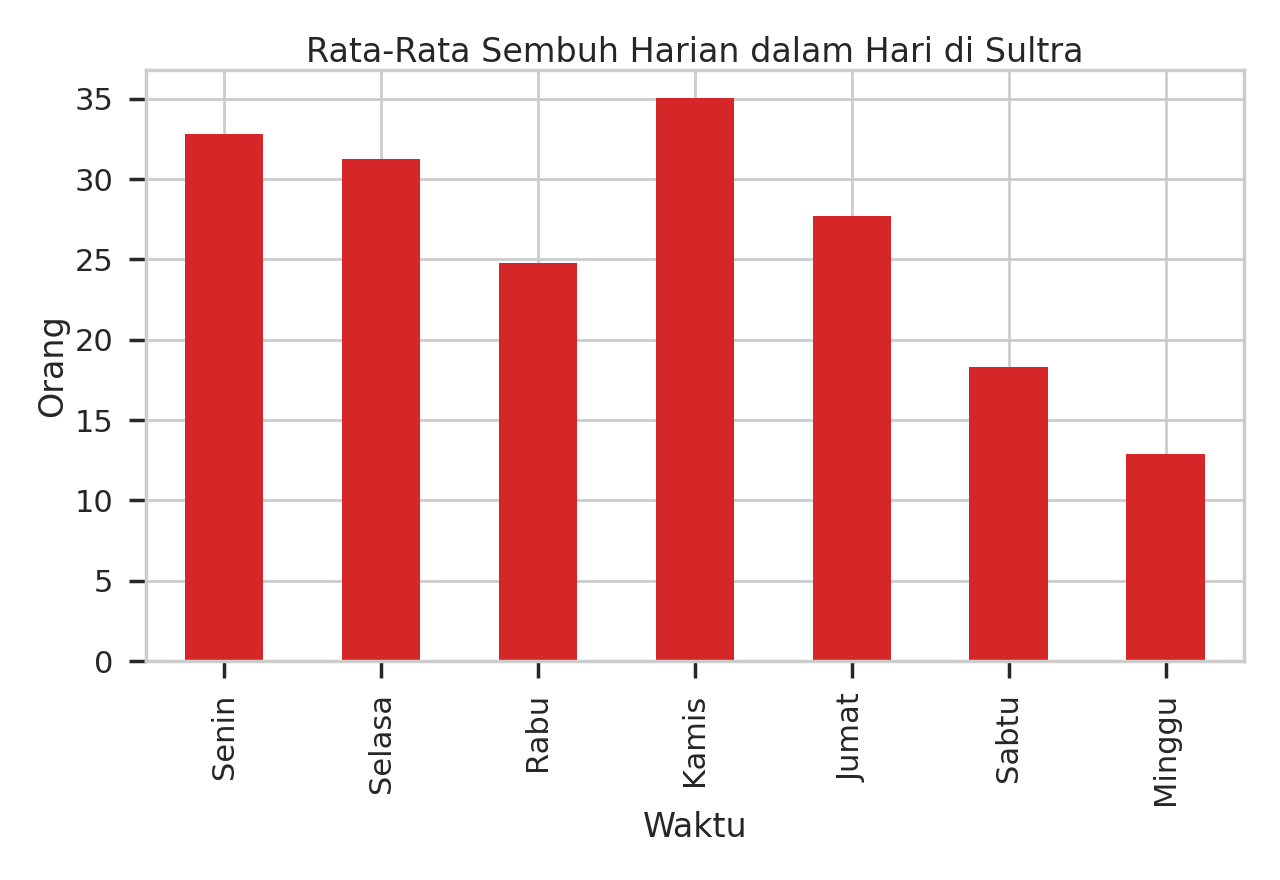 Rata-Rata Sembuh Harian dalam Hari di Sultra
35
30
25
20
15
10
5
0
Orang
Senin
Selasa
Rabu
Kamis
Jumat
Sabtu
Minggu
Waktu